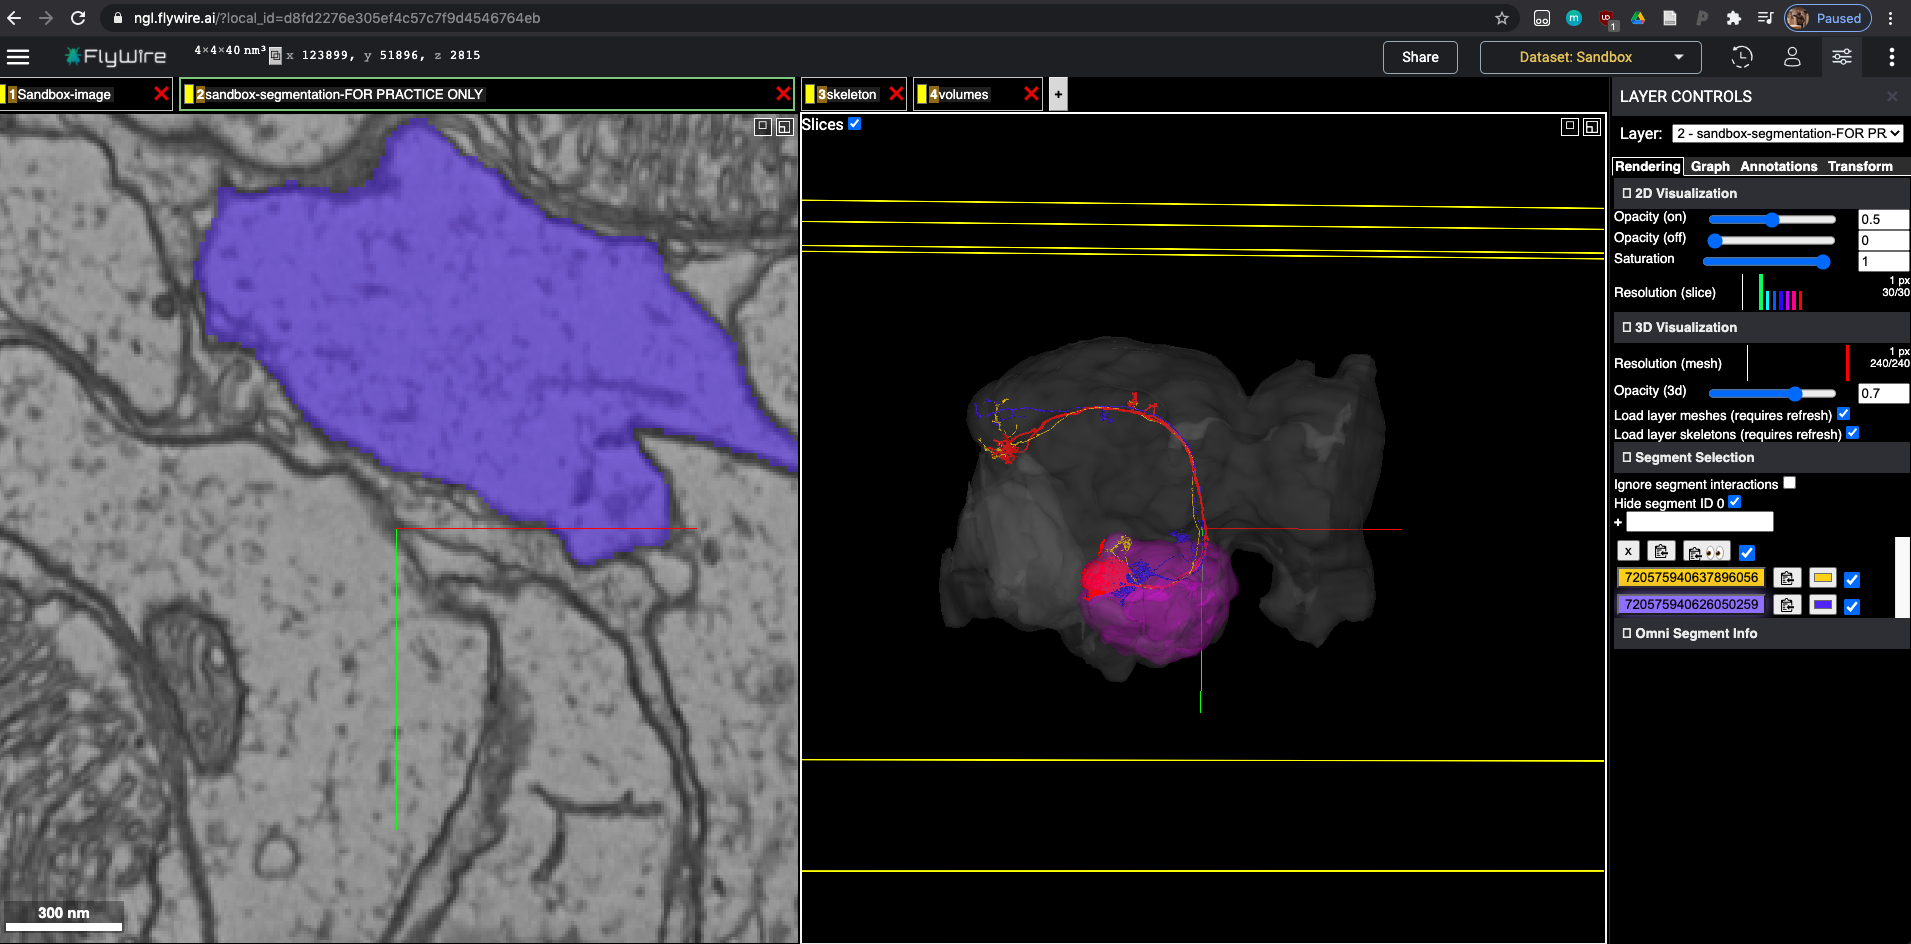 ngl.flywire.ai/?local_id=d8fd2276e305ef4c57c7f9d4546764eb
Paused
FlyWire
4×4×40 nm³
x 123899, y 51896, z 2815
Share
Dataset: Sandbox
1Sandbox-image
2sandbox-segmentation-FOR PRACTICE ONLY
3skeleton
4volumes
+
Slices
300 nm
LAYER CONTROLS
Layer: 2 - sandbox-segmentation-FOR PR
Rendering Graph Annotations Transform
2D Visualization
Opacity (on) 0.5
Opacity (off) 0
Saturation 1
Resolution (slice) 1 px
30/30
3D Visualization
Resolution (mesh) 1 px
240/240
Opacity (3d) 0.7
Load layer meshes (requires refresh)
Load layer skeletons (requires refresh)
Segment Selection
Ignore segment interactions
Hide segment ID 0
+
x
720575940637896056
720575940626050259
Omni Segment Info